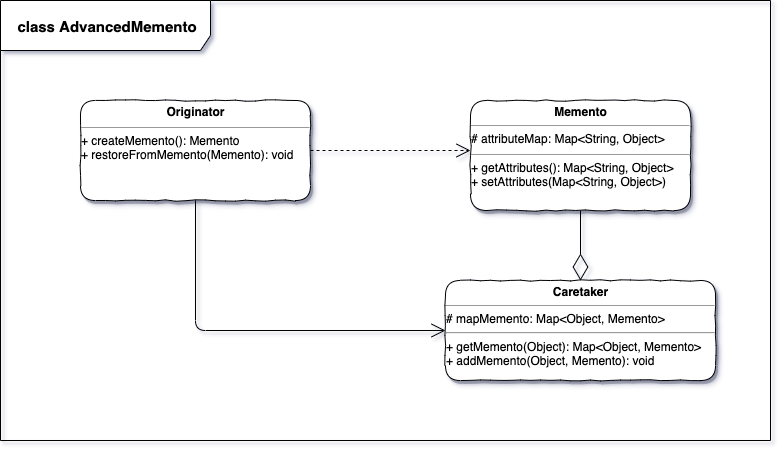 class AdvancedMemento
Originator
+ createMemento(): Memento
+ restoreFromMemento(Memento): void
Memento
# attributeMap: Map<String, Object>
+ getAttributes(): Map<String, Object>
+ setAttributes(Map<String, Object>)
Caretaker
# mapMemento: Map<Object, Memento>
+ getMemento(Object): Map<Object, Memento>
+ addMemento(Object, Memento): void